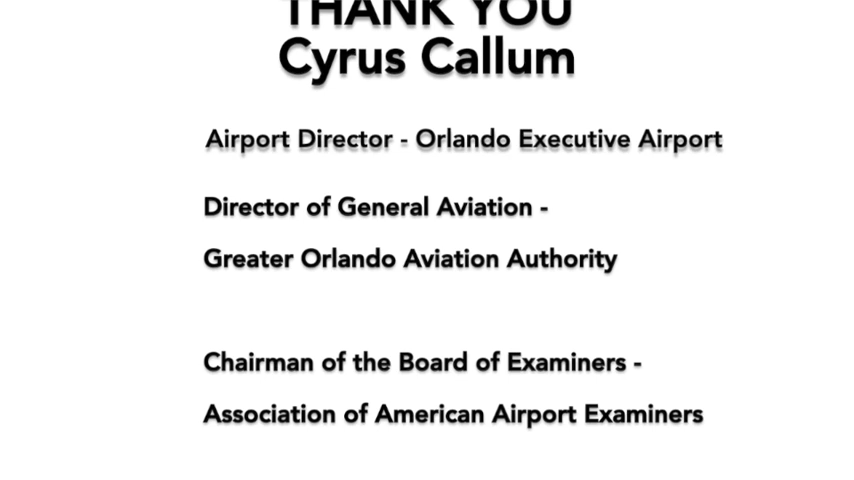 THANK YOU
Cyrus Callum
Airport Director - Orlando Executive Airport
Director of General Aviation -
Greater Orlando Aviation Authority
Chairman of the Board of Examiners -
Association of American Airport Examiners